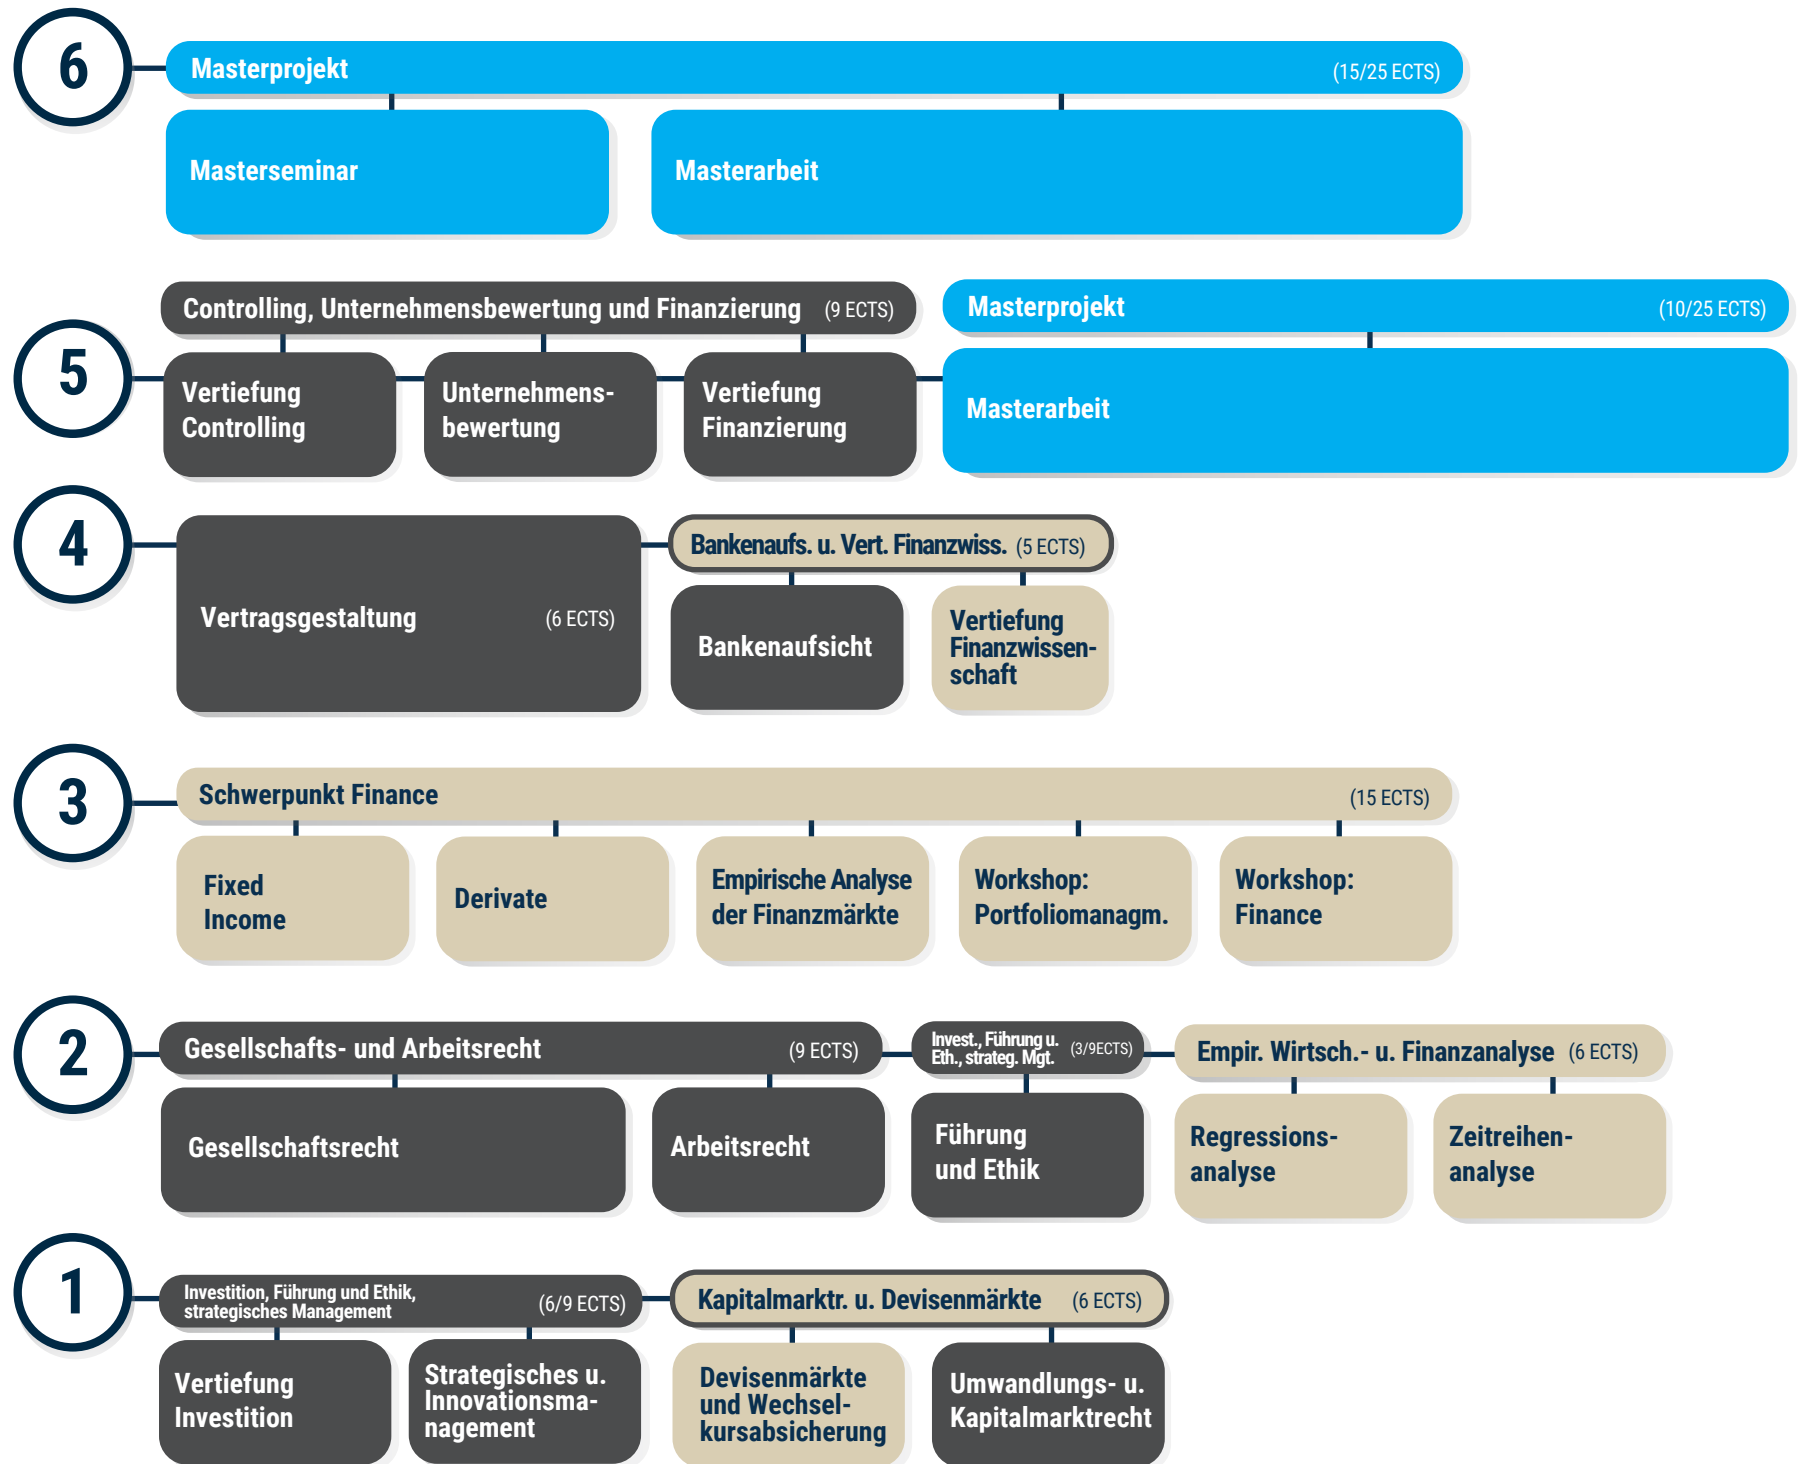 6
Masterprojekt (15/25 ECTS)
Masterseminar
Masterarbeit
5
Controlling, Unternehmensbewertung und Finanzierung (9 ECTS)
Masterprojekt (10/25 ECTS)
Vertiefung
Controlling
Unternehmens-
bewertung
Vertiefung
Finanzierung
Masterarbeit
4
Vertragsgestaltung (6 ECTS)
Bankenaufs. u. Vert. Finanzwiss. (5 ECTS)
Bankenaufsicht
Vertiefung
Finanzwissen-
schaft
3
Schwerpunkt Finance (15 ECTS)
Fixed
Income
Derivate
Empirische Analyse
der Finanzmärkte
Workshop:
Portfoliomanagm.
Workshop:
Finance
2
Gesellschafts- und Arbeitsrecht (9 ECTS)
Invest., Führung u.
Eth., strateg. Mgt. (3/9ECTS)
Empir. Wirtsch.- u. Finanzanalyse (6 ECTS)
Gesellschaftsrecht
Arbeitsrecht
Führung
und Ethik
Regressions-
analyse
Zeitreihen-
analyse
1
Investition, Führung und Ethik,
strategisches Management (6/9 ECTS)
Kapitalmarktr. u. Devisenmärkte (6 ECTS)
Vertiefung
Investition
Strategisches u.
Innovationsma-
nagement
Devisenmärkte
und Wechsel-
kursabsicherung
Umwandlungs- u.
Kapitalmarktrecht